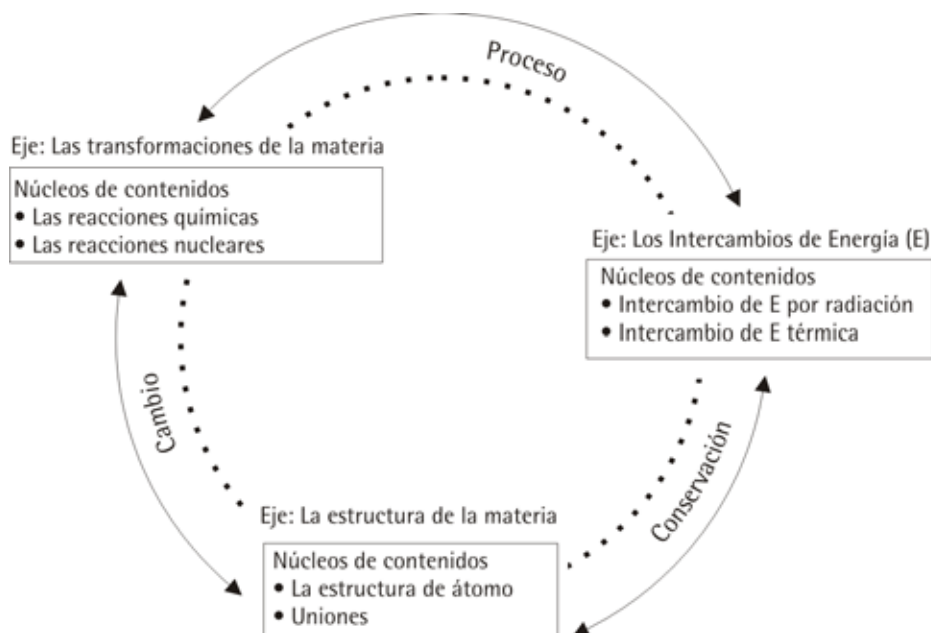 Proceso
Eje: Las transformaciones de la materia
Núcleos de contenidos
• Las reacciones químicas
• Las reacciones nucleares
Eje: Los Intercambios de Energía (E)
Núcleos de contenidos
• Intercambio de E por radiación
• Intercambio de E térmica
Cambio
Conservación
Eje: La estructura de la materia
Núcleos de contenidos
• La estructura de átomo
• Uniones